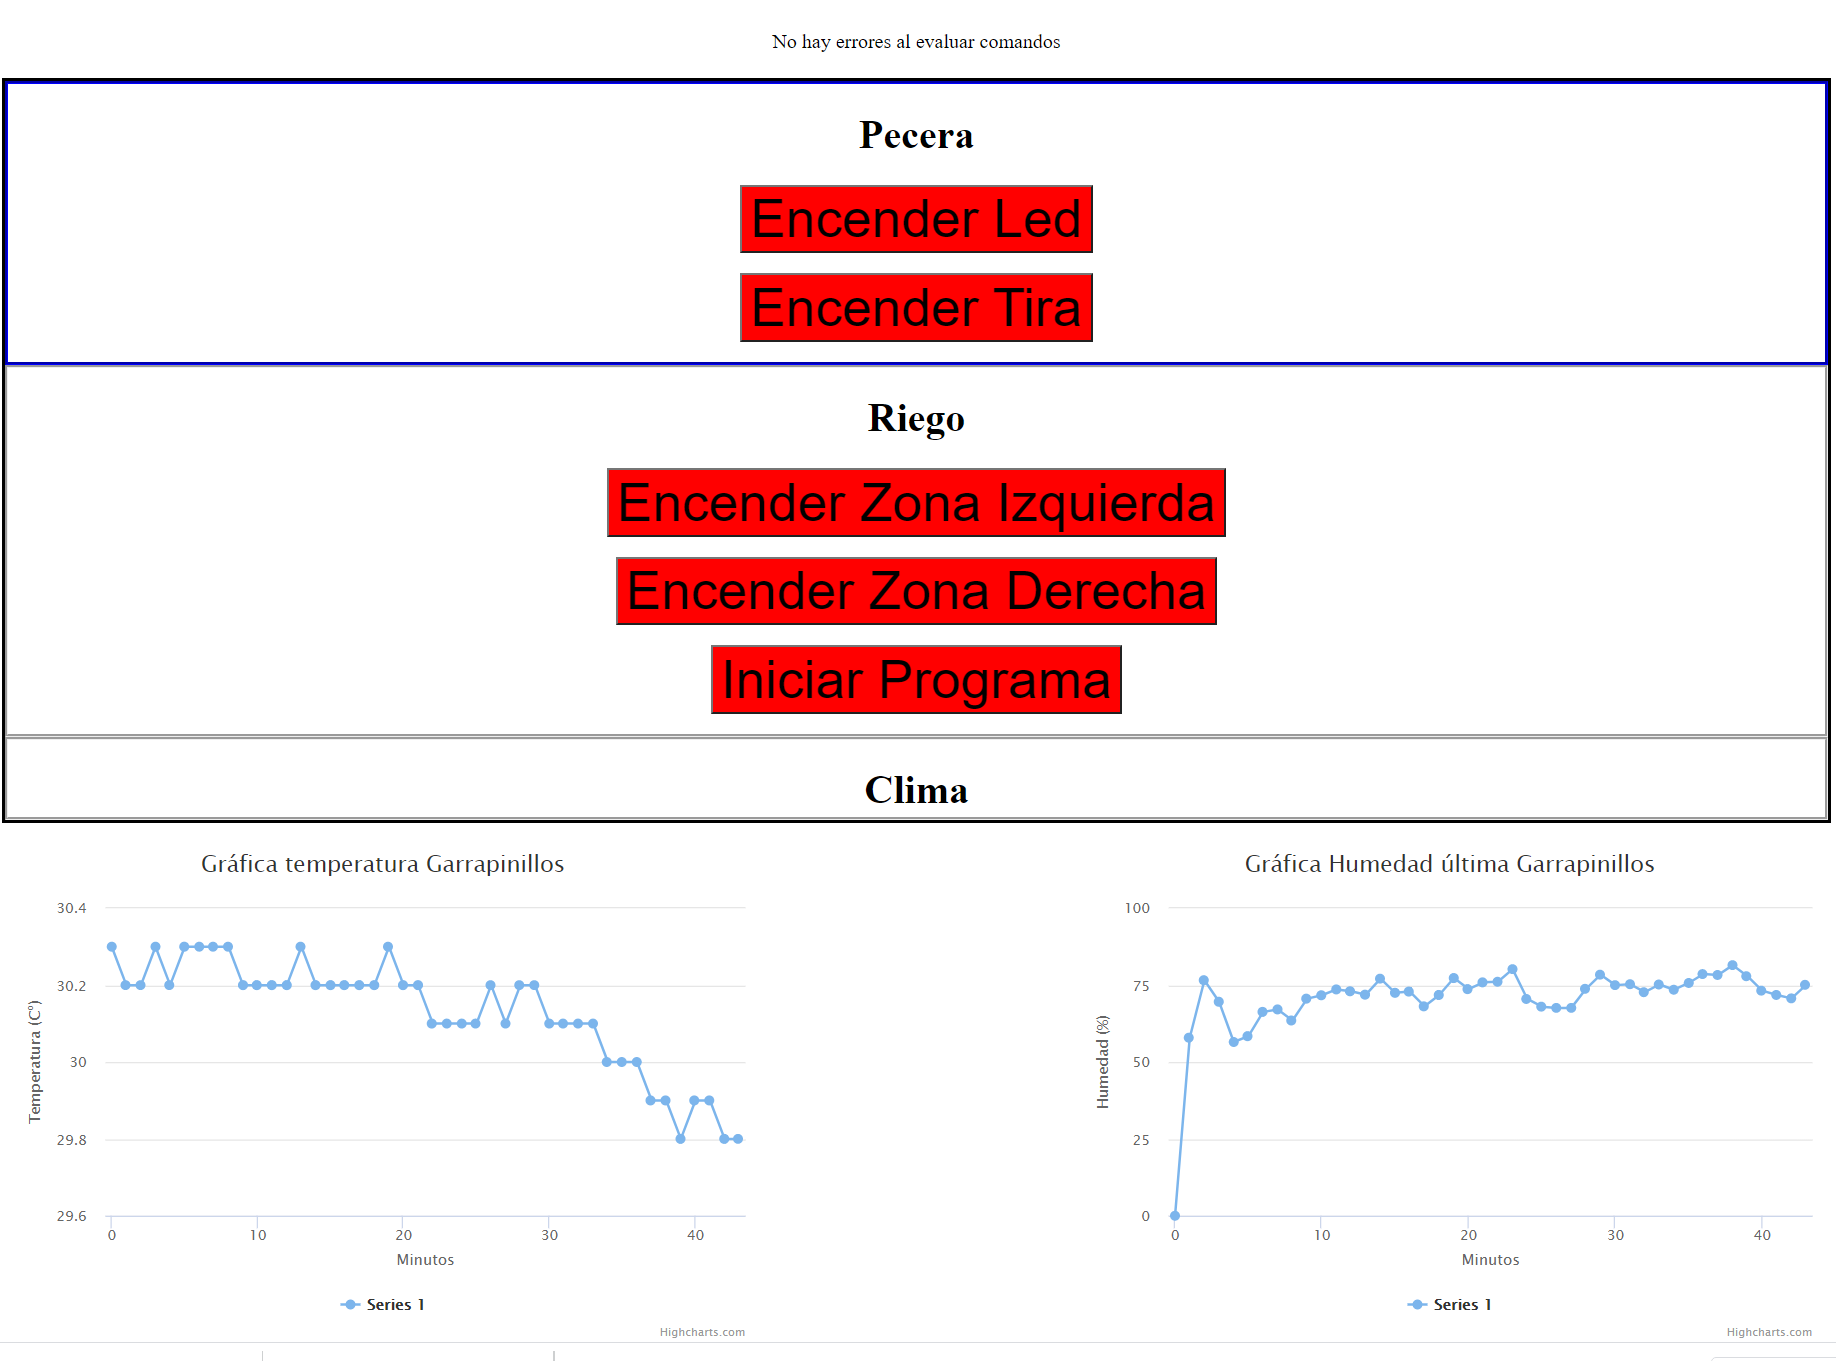 No hay errores al evaluar comandos
Pecera
Encender Led
Encender Tira
Riego
Encender Zona Izquierda
Encender Zona Derecha
Iniciar Programa
Clima
Gráfica temperatura Garrapinillos
30.4
30.2
30
29.8
29.6
Temperatura (Cº)
0 10 20 30 40
Minutos
Series 1
Highcharts.com
Gráfica Humedad última Garrapinillos
100
75
50
25
0
Humedad (%)
0 10 20 30 40
Minutos
Series 1
Highcharts.com